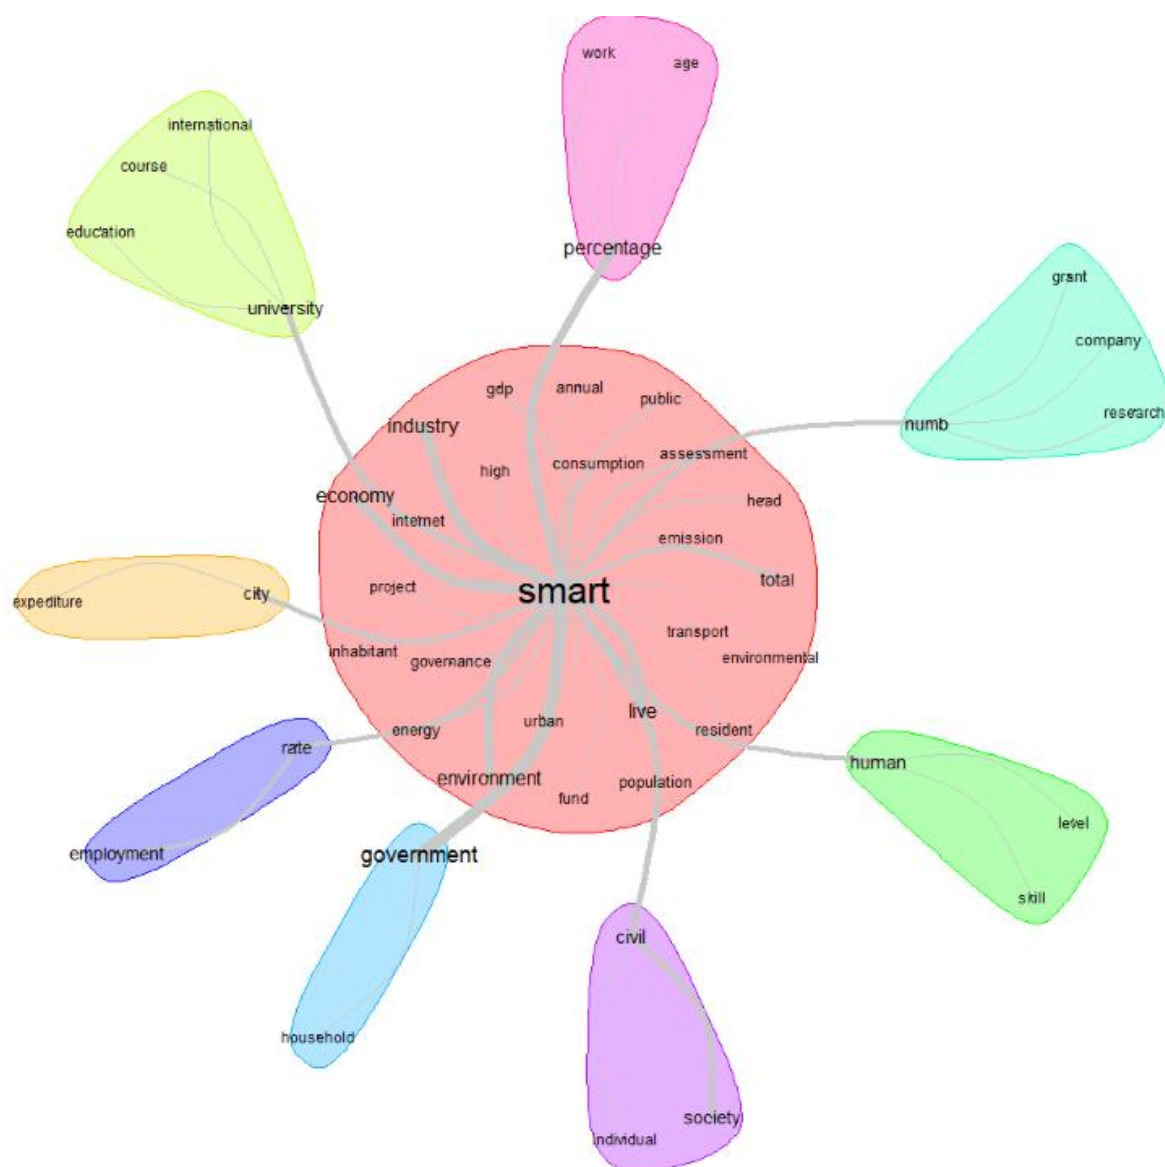 work
age
international
course
education
university
percentage
grant
company
research
numb
gdp
annual
public
industry
high
consumption
assessment
economy
internet
head
emission
project
smart
total
expediture
city
inhabitant
governance
transport
environmental
energy
urban
live
resident
environment
fund
population
rate
employment
human
level
skill
government
household
civil
society
individual